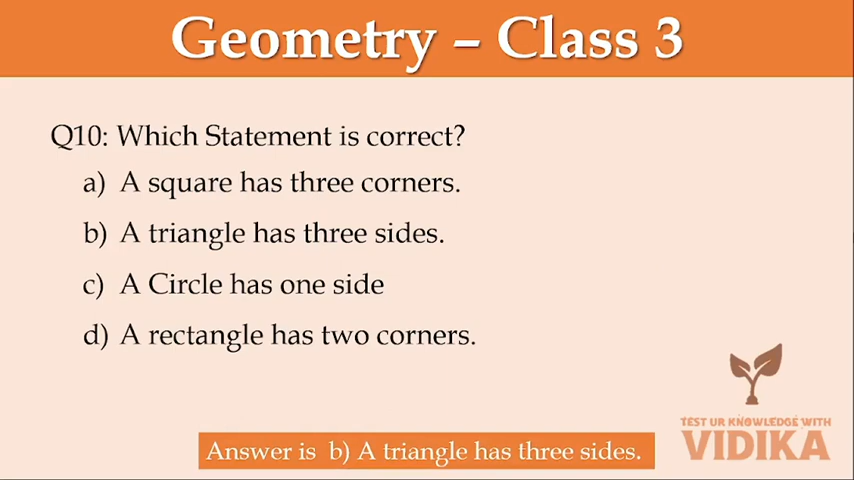 Geometry – Class 3
Q10: Which Statement is correct?
a) A square has three corners.
b) A triangle has three sides.
c) A Circle has one side
d) A rectangle has two corners.
TEST UR KNOWLEDGE WITH
VIDIKA
Answer is b) A triangle has three sides.